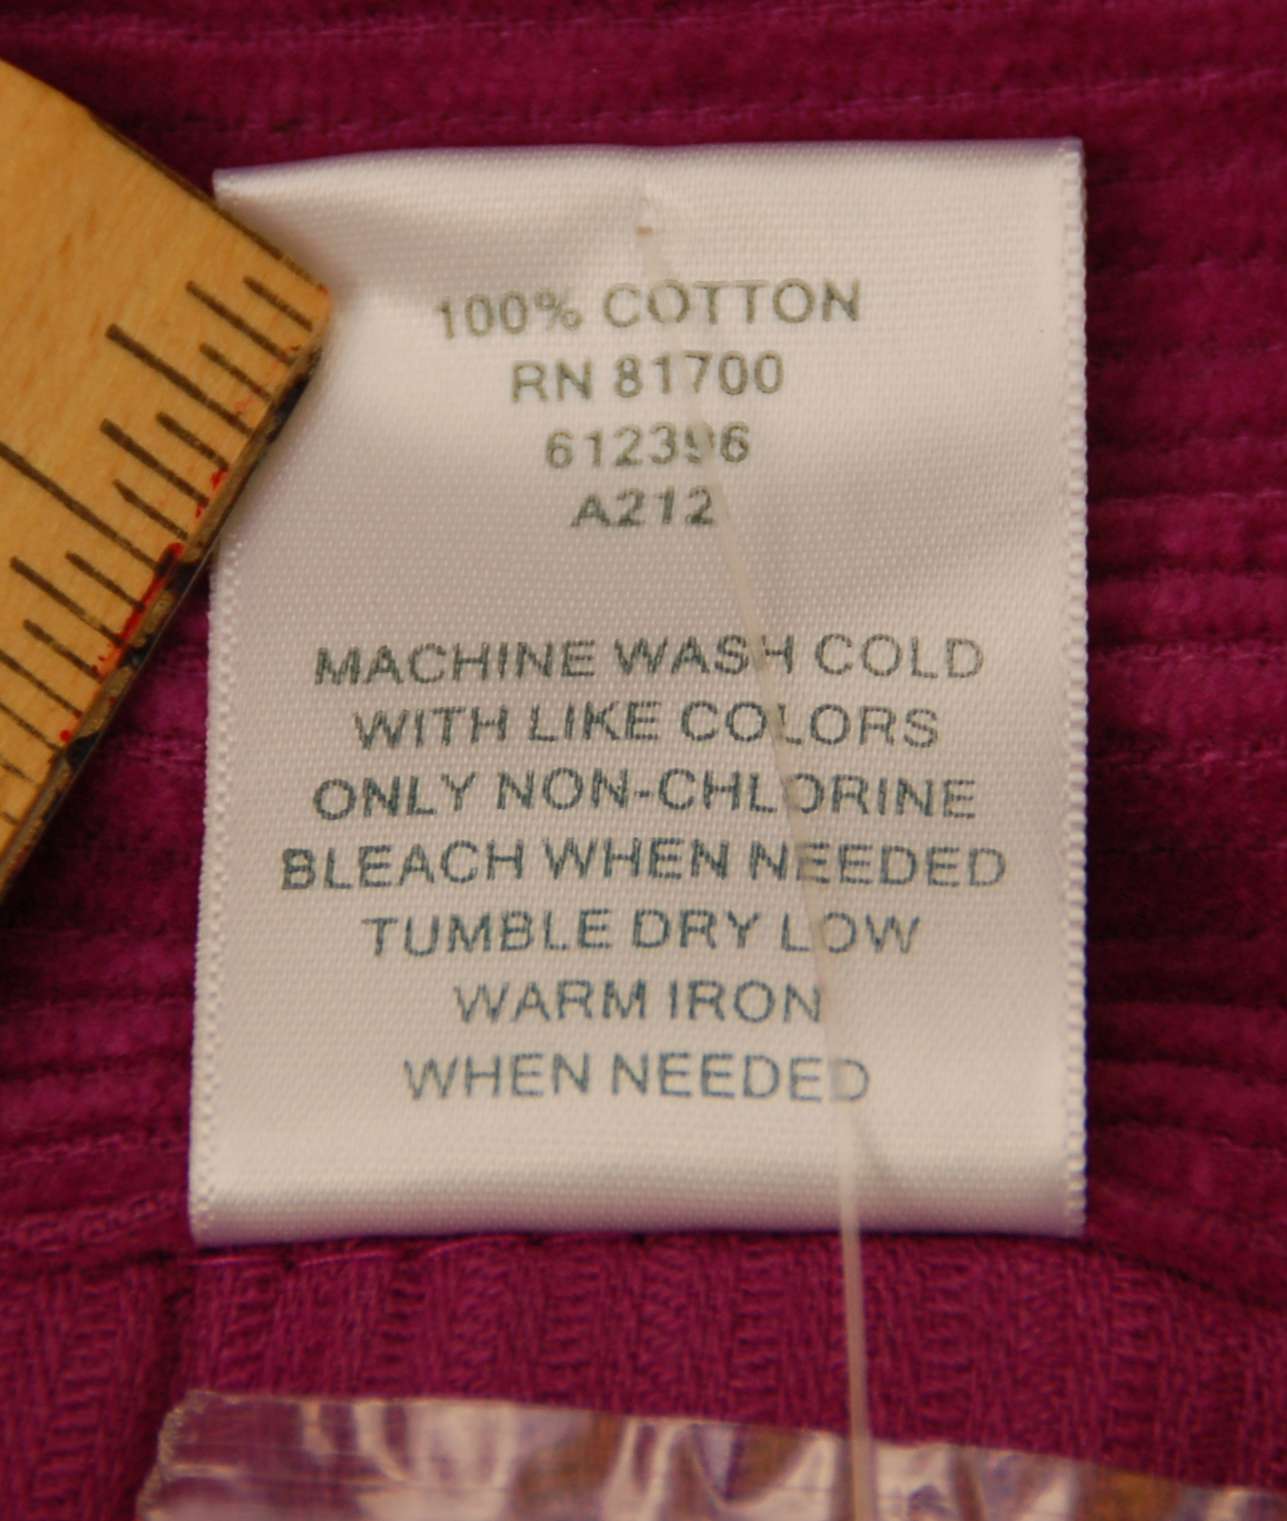 100% COTTON
RN 81700
612396
A212
MACHINE WASH COLD
WITH LIKE COLORS
ONLY NON-CHLORINE
BLEACH WHEN NEEDED
TUMBLE DRY LOW
WARM IRON
WHEN NEEDED